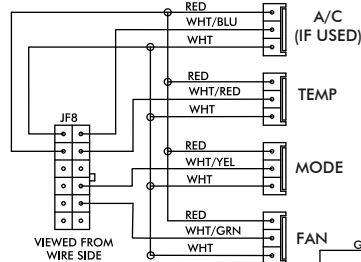 RED
WHT/BLU
WHT
A/C
(IF USED)
RED
WHT/RED
WHT
TEMP
JF8
RED
WHT/YEL
WHT
MODE
RED
WHT/GRN
WHT
FAN
VIEWED FROM
WIRE SIDE
G